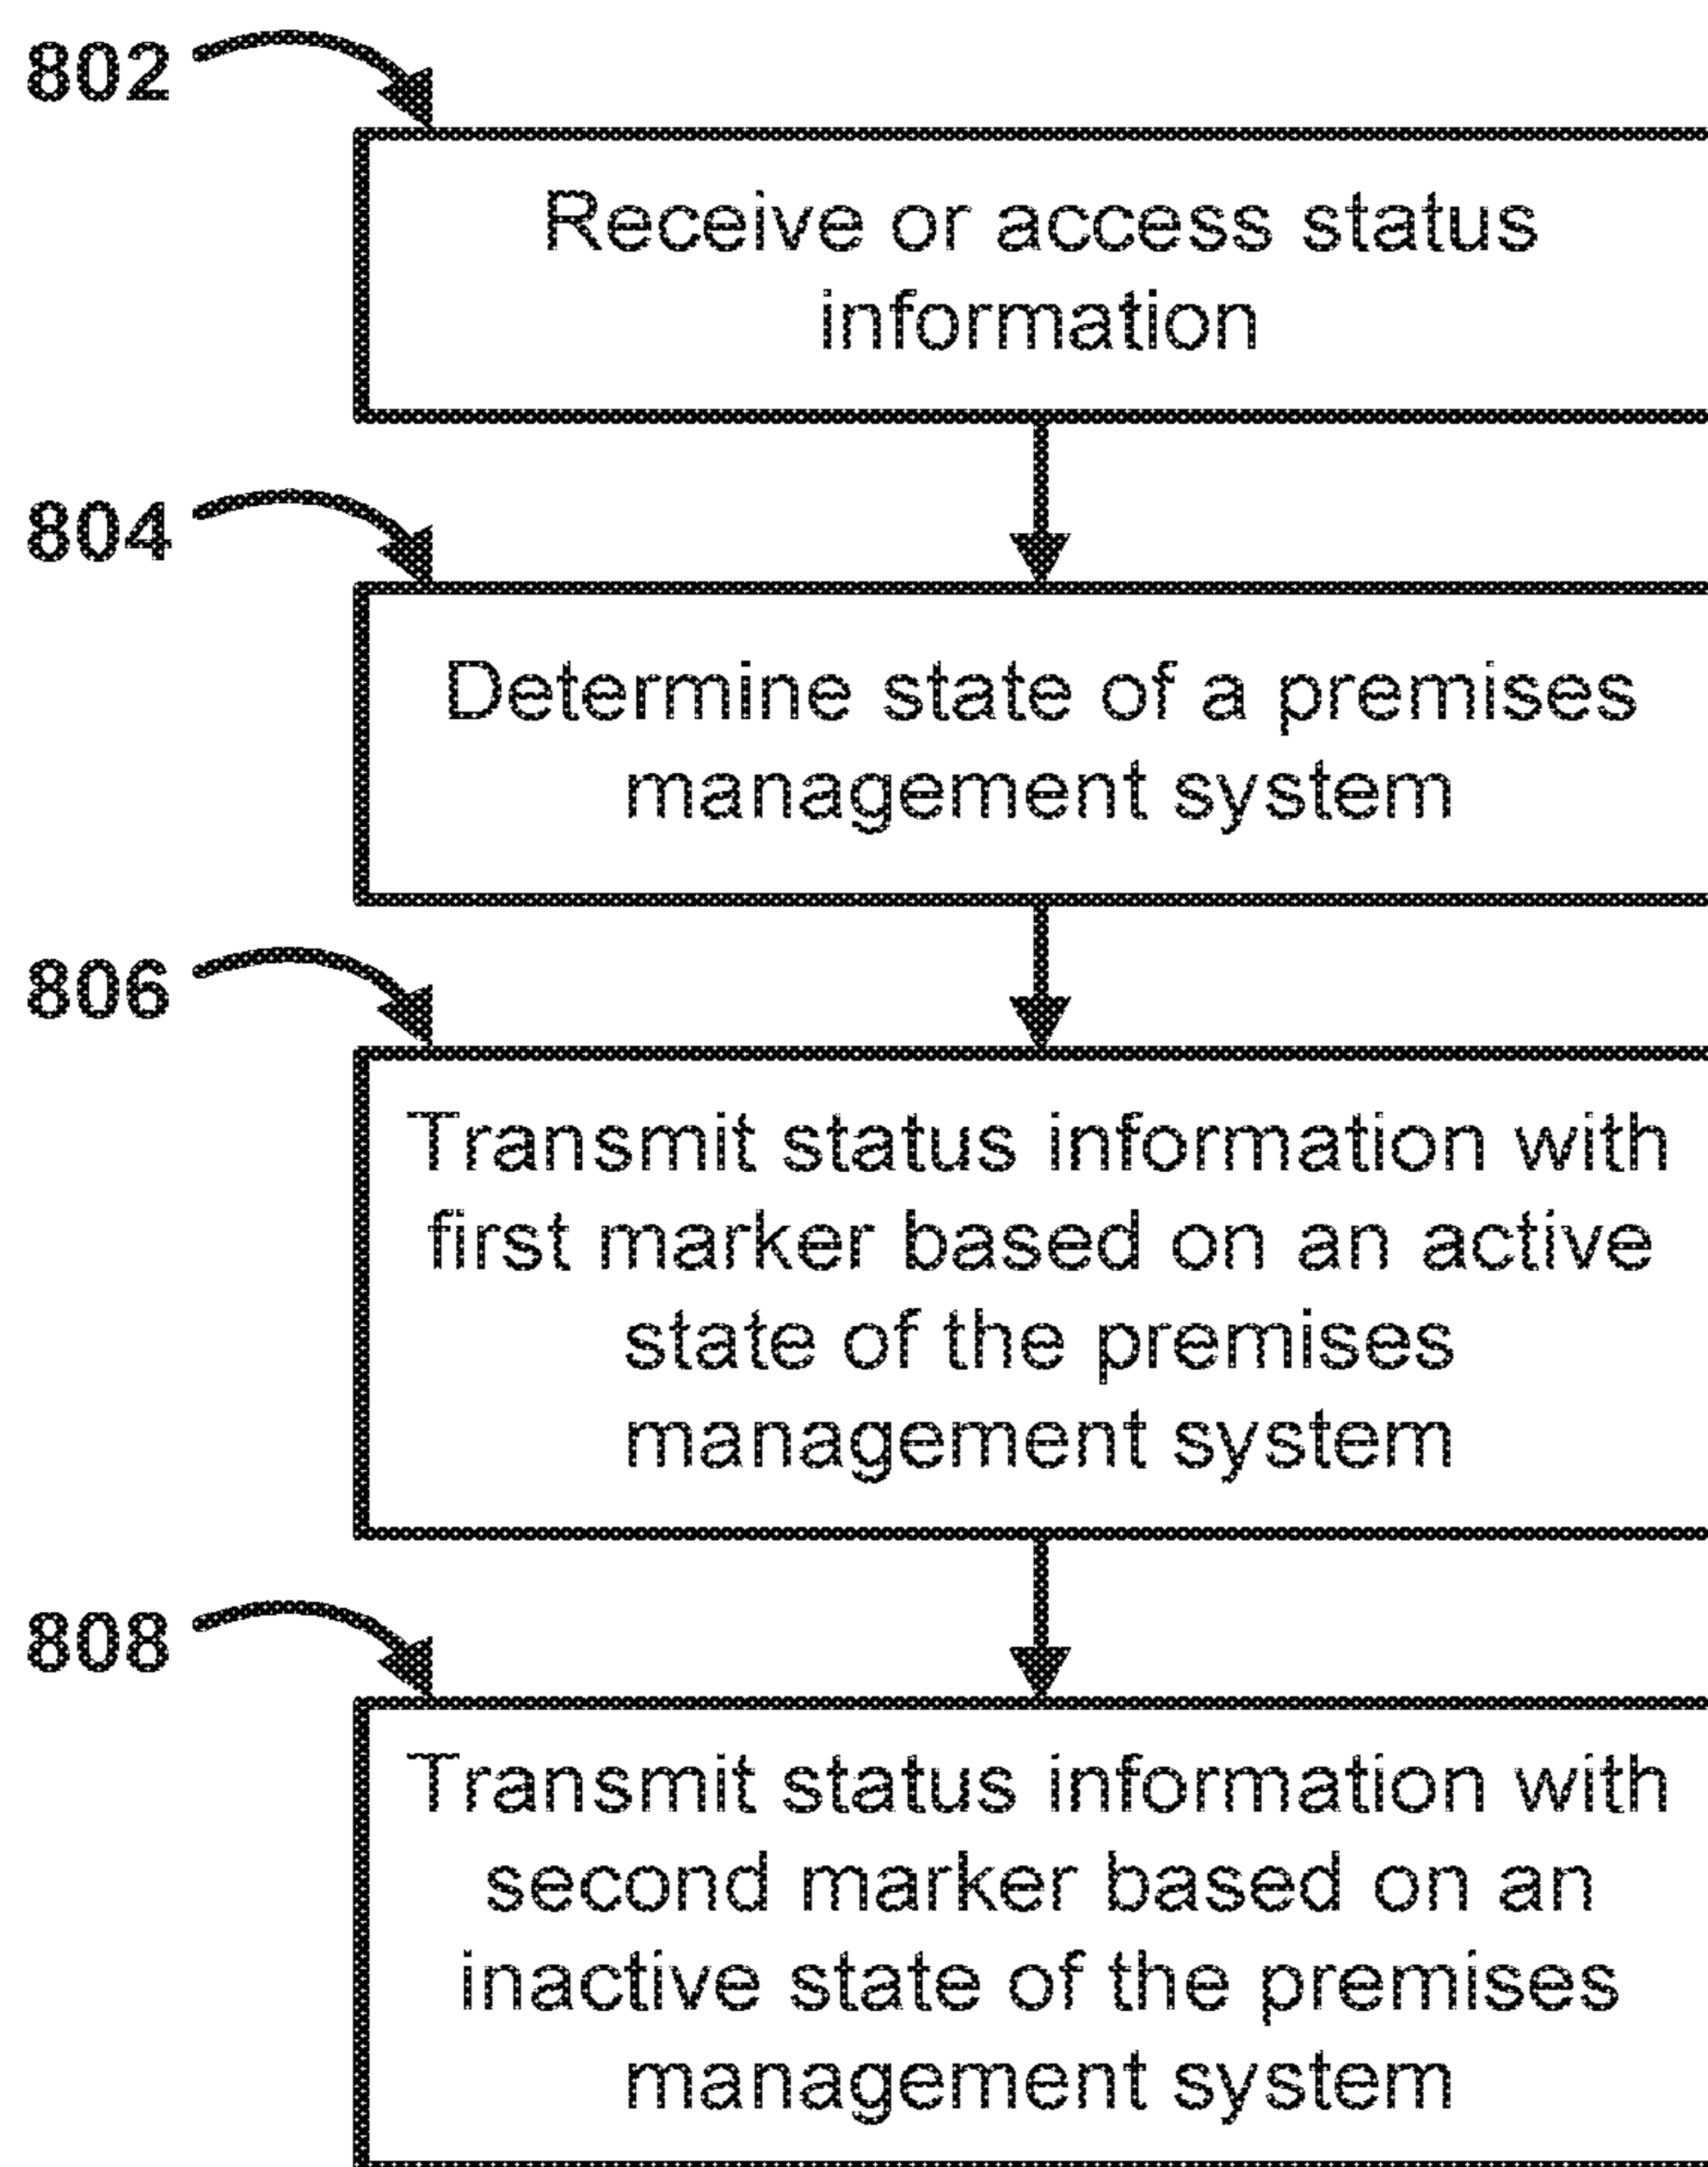 802
Receive or access status
information
804
Determine state of a premises
management system
806
Transmit status information with
first marker based on an active
state of the premises
management system
808
Transmit status information with
second marker based on an
inactive state of the premises
management system